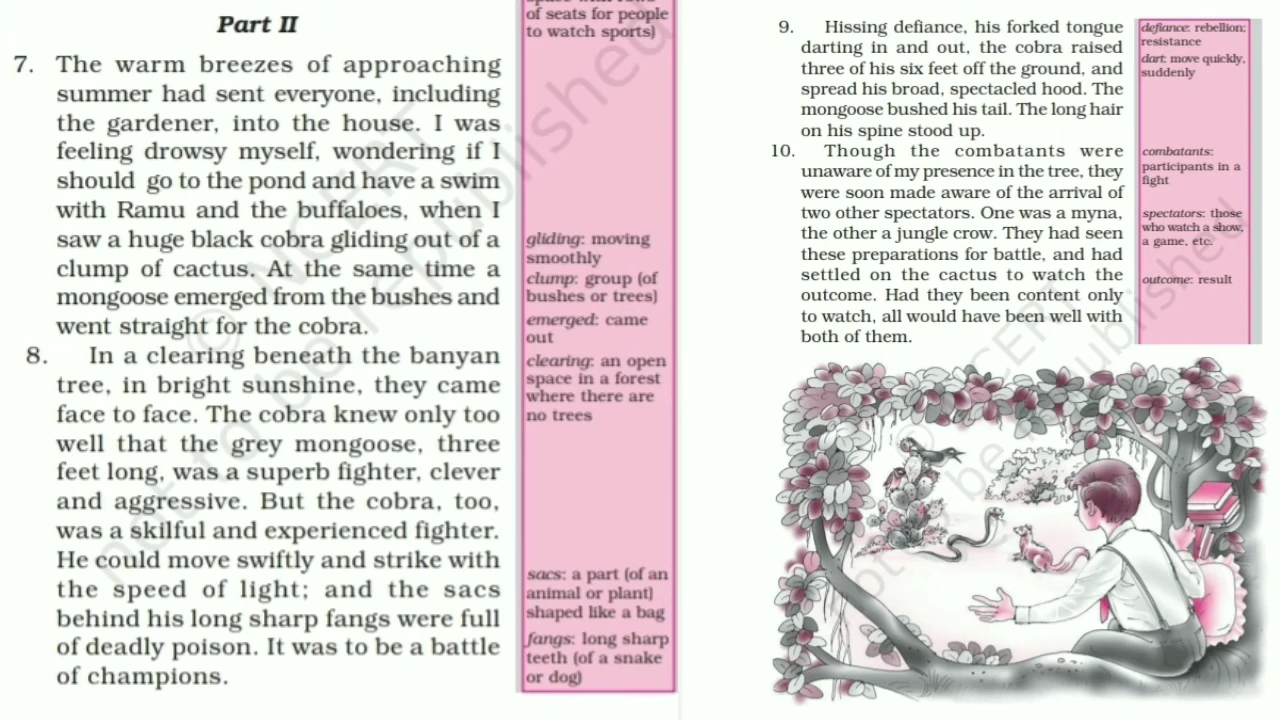 Part II
7. The warm breezes of approaching
summer had sent everyone, including
the gardener, into the house. I was
feeling drowsy myself, wondering if I
should go to the pond and have a swim
with Ramu and the buffaloes, when I
saw a huge black cobra gliding out of a
clump of cactus. At the same time a
mongoose emerged from the bushes and
went straight for the cobra.
8. In a clearing beneath the banyan
tree, in bright sunshine, they came
face to face. The cobra knew only too
well that the grey mongoose, three
feet long, was a superb fighter, clever
and aggressive. But the cobra, too,
was a skilful and experienced fighter.
He could move swiftly and strike with
the speed of light; and the sacs
behind his long sharp fangs were full
of deadly poison. It was to be a battle
of champions.
of seats for people
to watch sports)
gliding: moving
smoothly
clump: group (of
bushes or trees)
emerged: came
out
clearing: an open
space in a forest
where there are
no trees
sacs: a part (of an
animal or plant)
shaped like a bag
fangs: long sharp
teeth (of a snake
or dog)
9. Hissing defiance, his forked tongue
darting in and out, the cobra raised
three of his six feet off the ground, and
spread his broad, spectacled hood. The
mongoose bushed his tail. The long hair
on his spine stood up.
10. Though the combatants were
unaware of my presence in the tree, they
were soon made aware of the arrival of
two other spectators. One was a myna,
the other a jungle crow. They had seen
these preparations for battle, and had
settled on the cactus to watch the
outcome. Had they been content only
to watch, all would have been well with
both of them.
defiance: rebellion;
resistance
dart: move quickly,
suddenly
combatants:
participants in a
fight
spectators: those
who watch a show,
a game, etc.
outcome: result
© NCERT
not to be republished